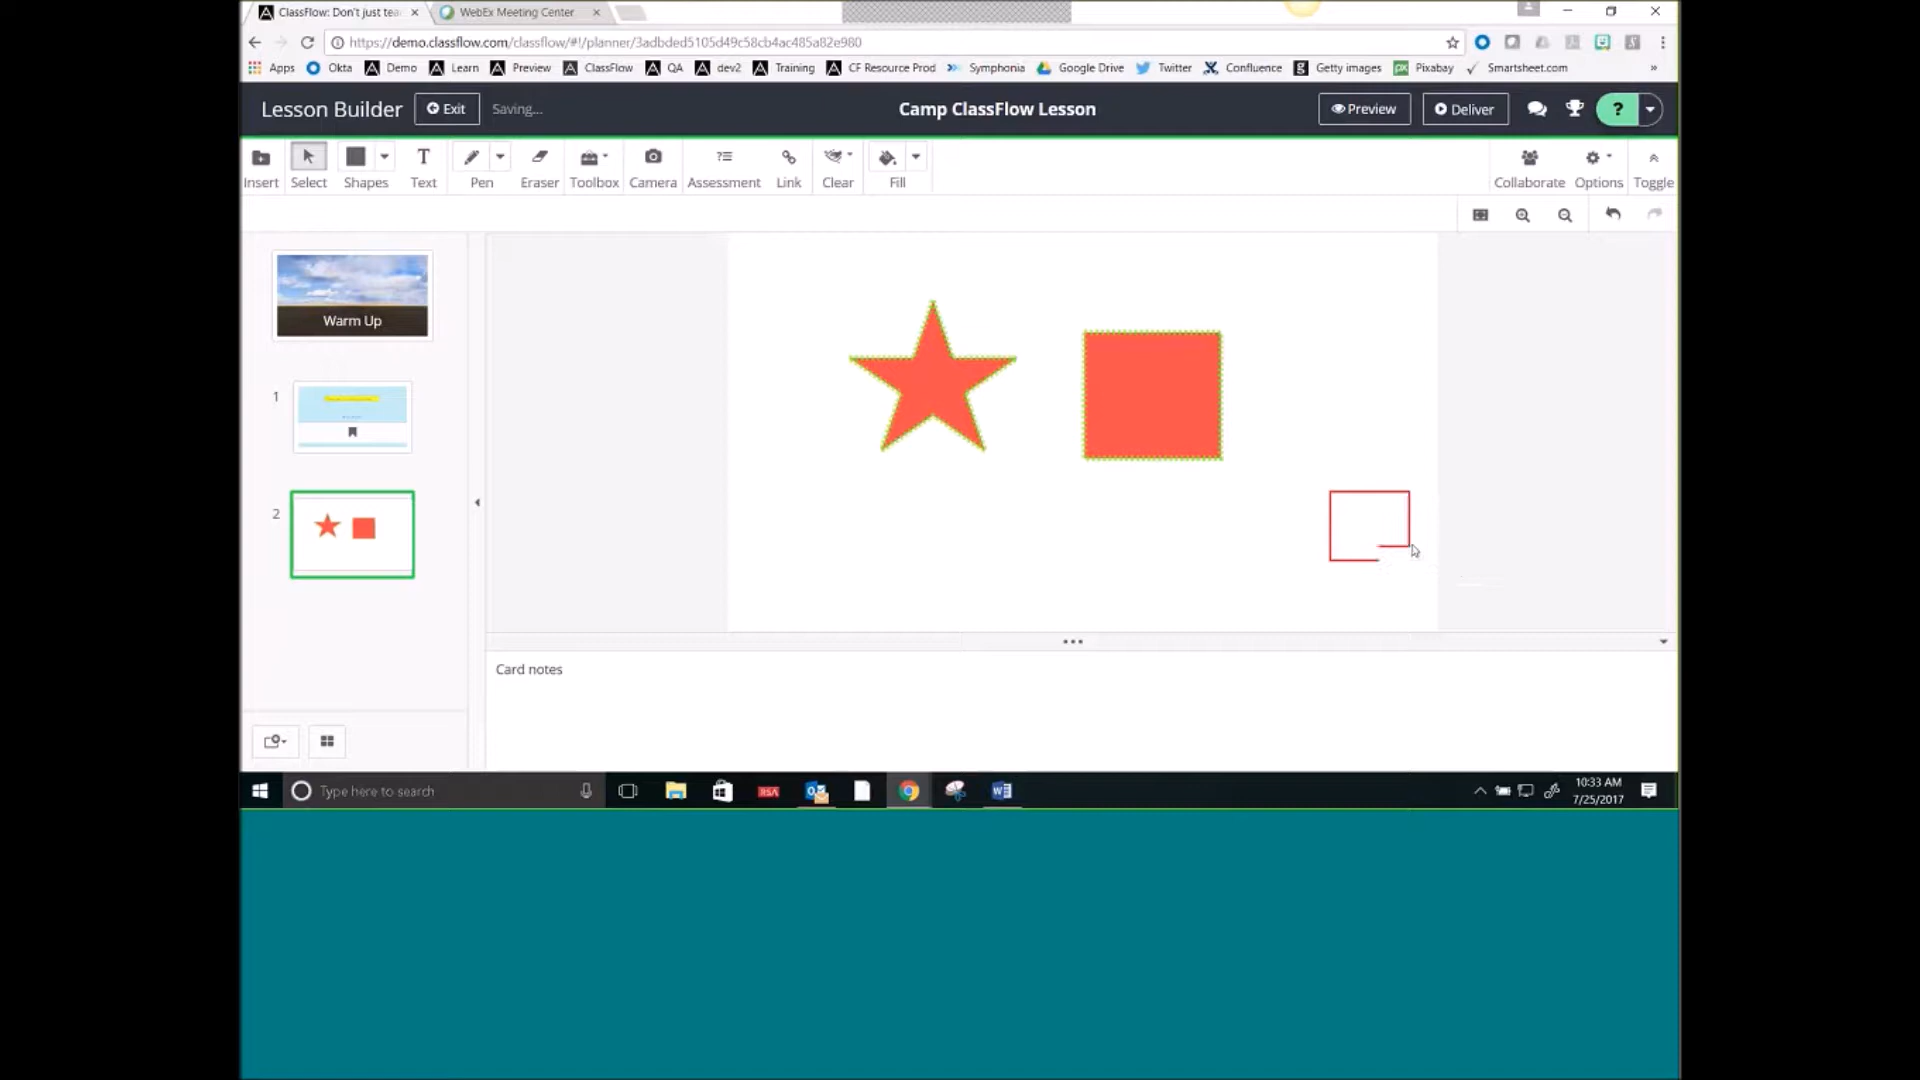 ClassFlow: Don't just tea
WebEx Meeting Center
https://demo.classflow.com/classflow/#!/planner/3adbded5105d49c58cb4ac485a82e980
Apps Okta Demo Learn Preview ClassFlow QA dev2 Training CF Resource Prod Symphonia Google Drive Twitter Confluence Getty images Pixabay Smartsheet.com »
Lesson Builder Exit Saving... Camp ClassFlow Lesson Preview Deliver ?
Insert Select Shapes Text Pen Eraser Toolbox Camera Assessment Link Clear Fill Collaborate Options Toggle
Warm Up
1
2
Card notes
Type here to search
RSA
10:33 AM
7/25/2017